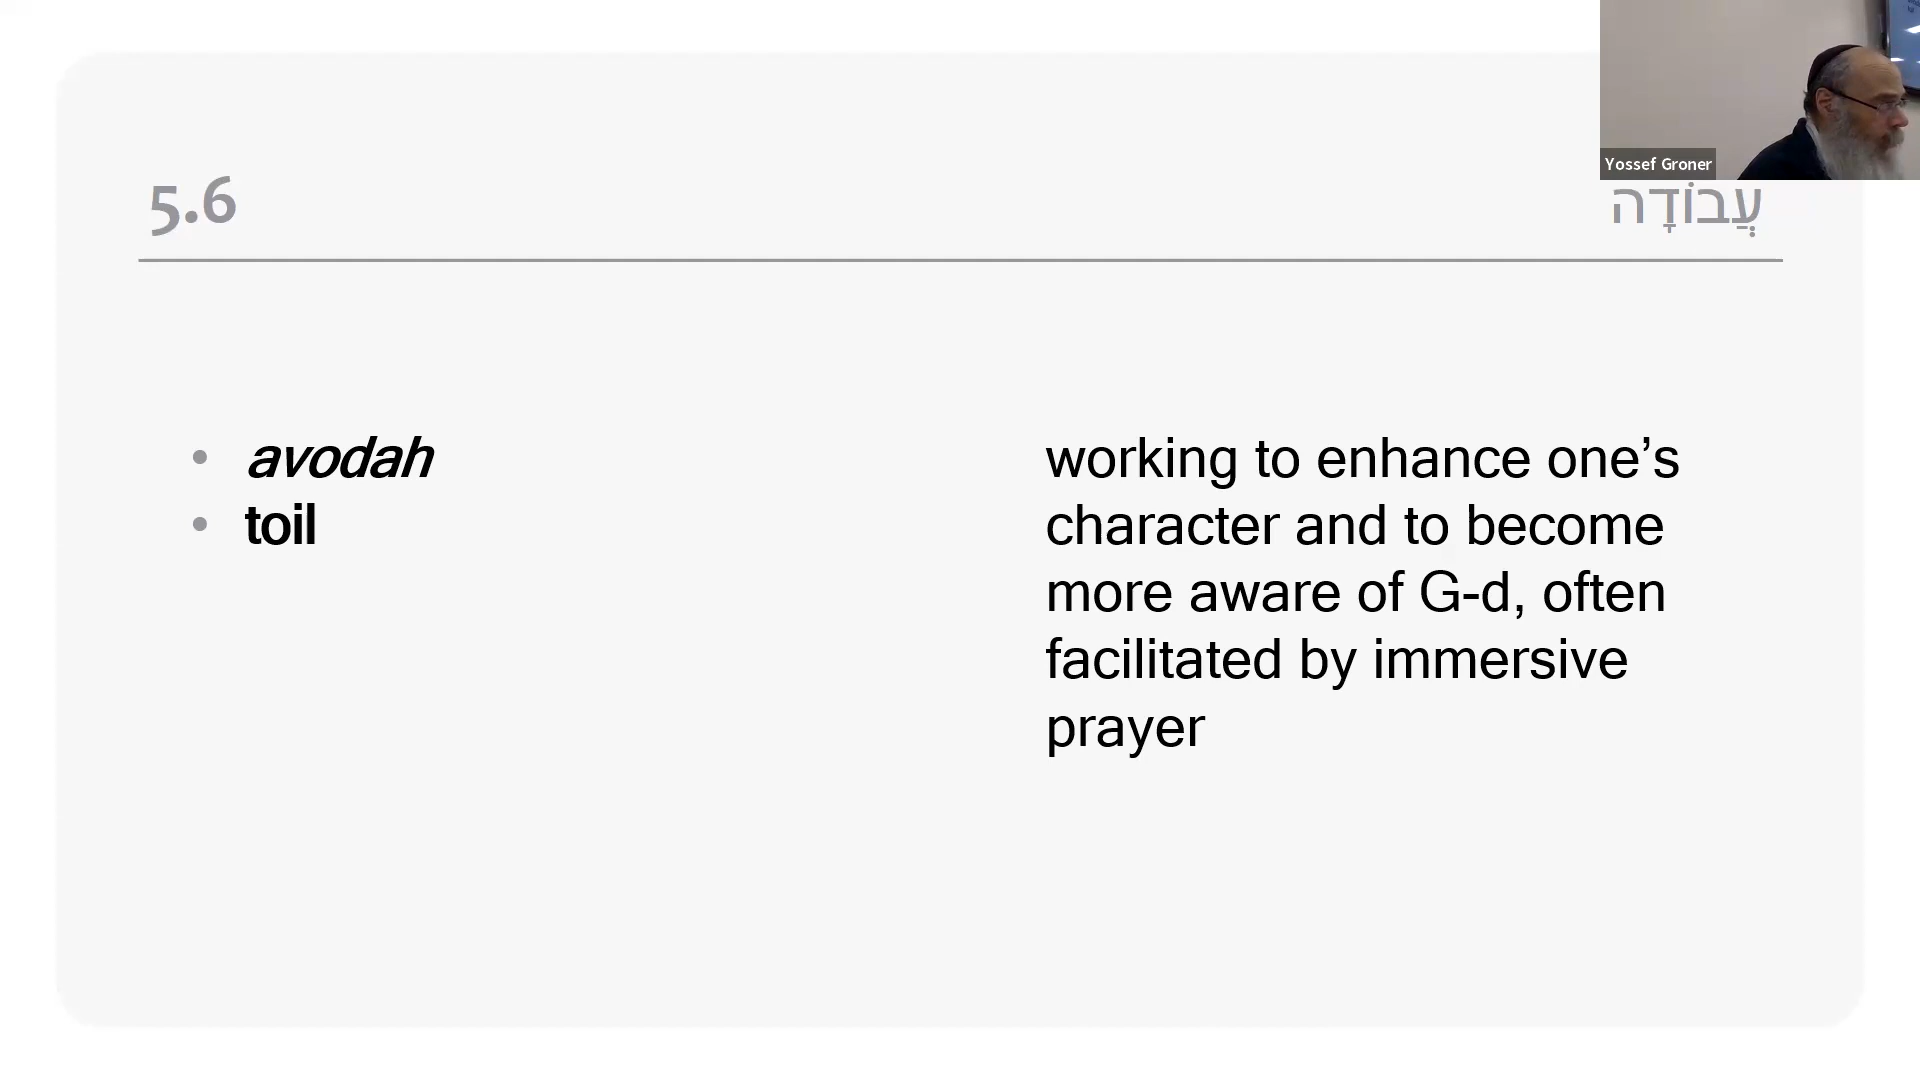 Yossef Groner
5.6 עֲבוֹדָה
• avodah
• toil
working to enhance one’s
character and to become
more aware of G-d, often
facilitated by immersive
prayer